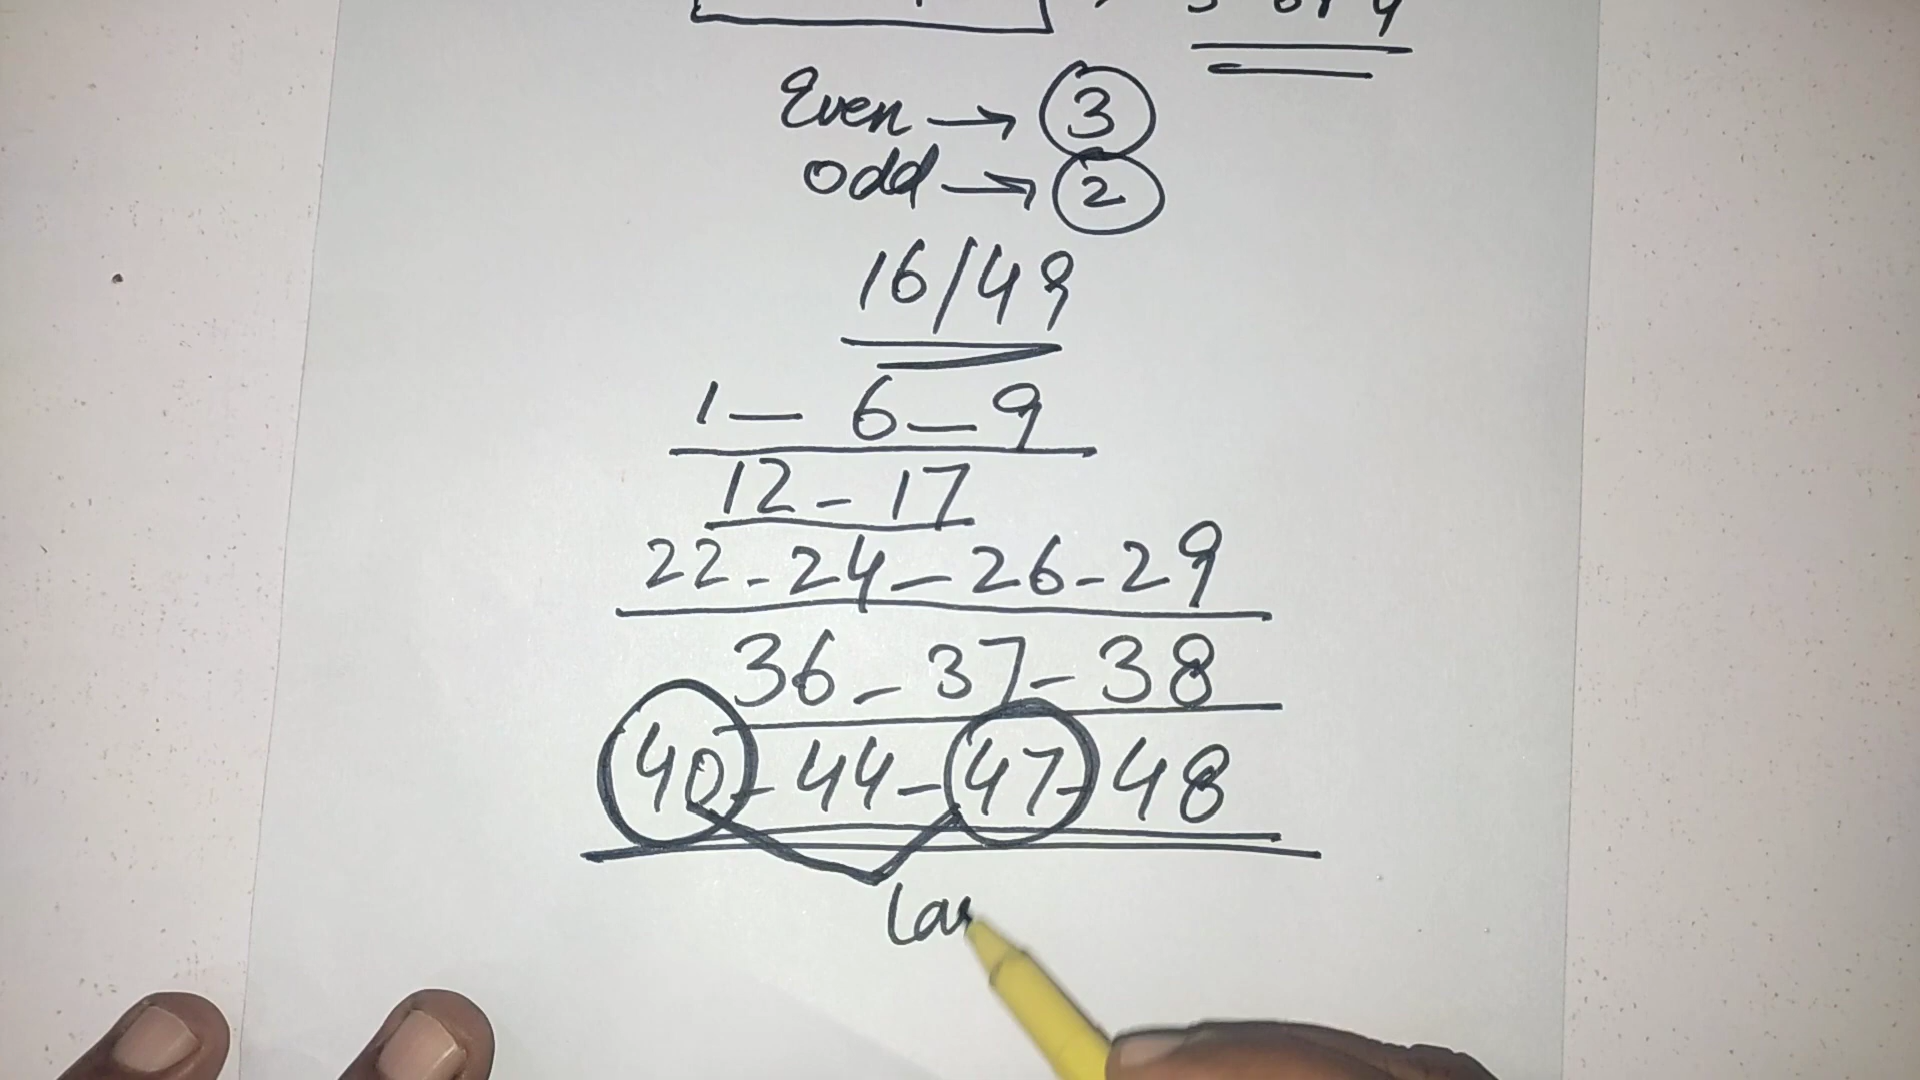 Even → 3
odd → 2
16/49
1 - 6 - 9
12 - 17
22 - 24 - 26 - 29
36 - 37 - 38
40 - 44 - 47 - 48